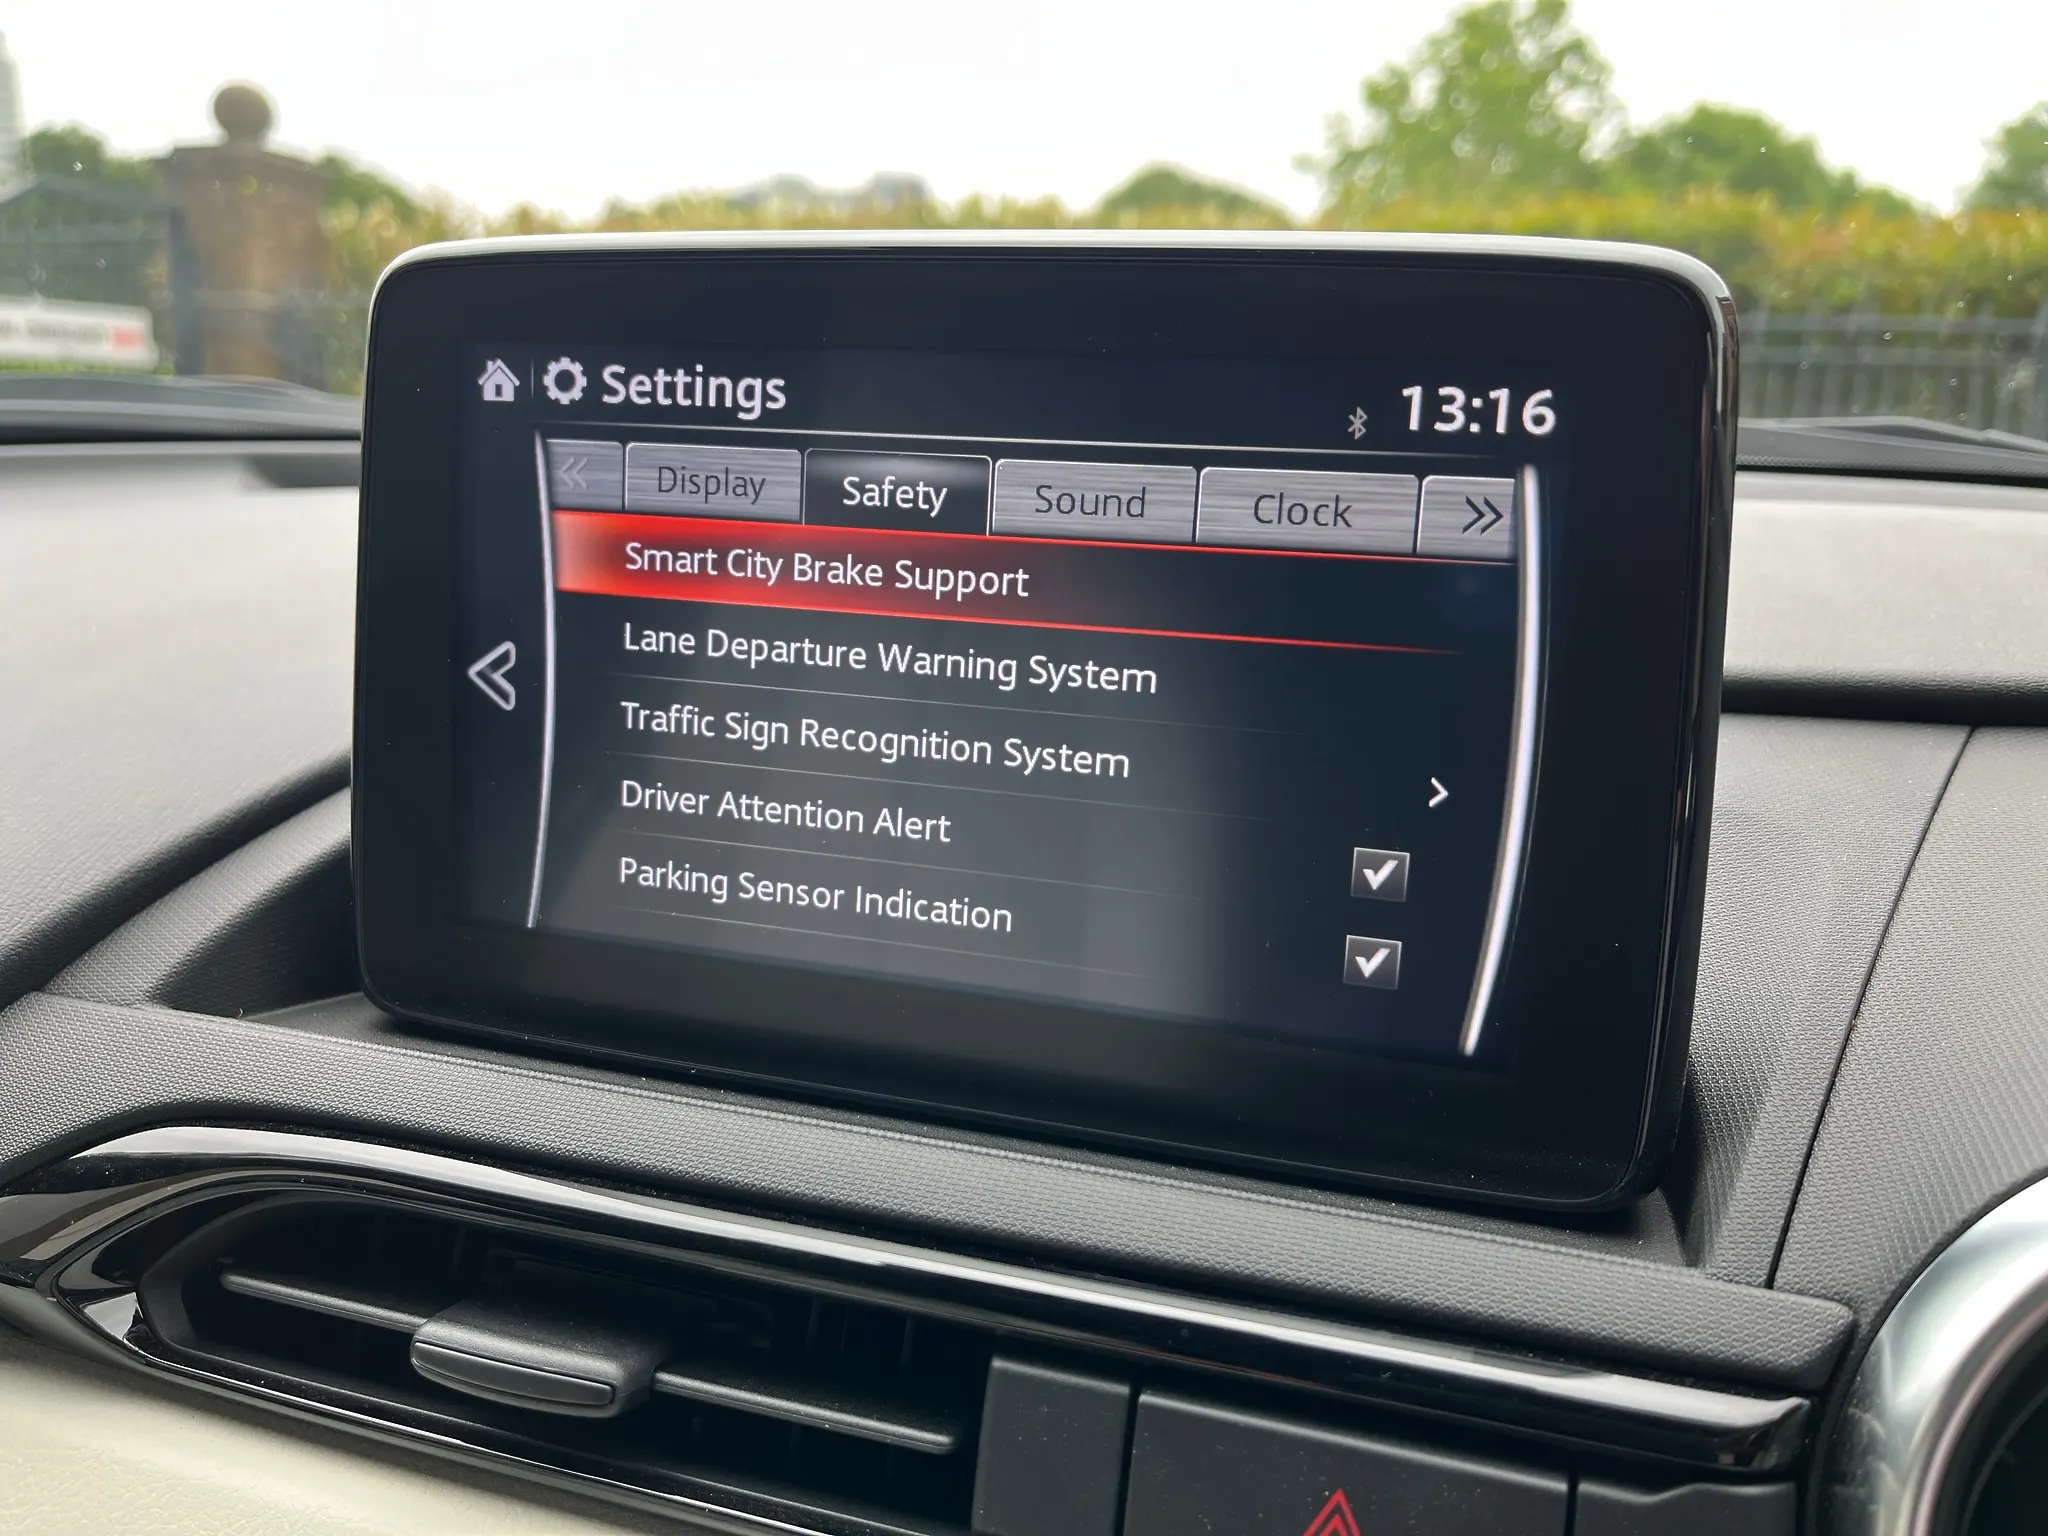 Settings
13:16
Display
Safety
Sound
Clock
Smart City Brake Support
Lane Departure Warning System
Traffic Sign Recognition System
Driver Attention Alert
Parking Sensor Indication